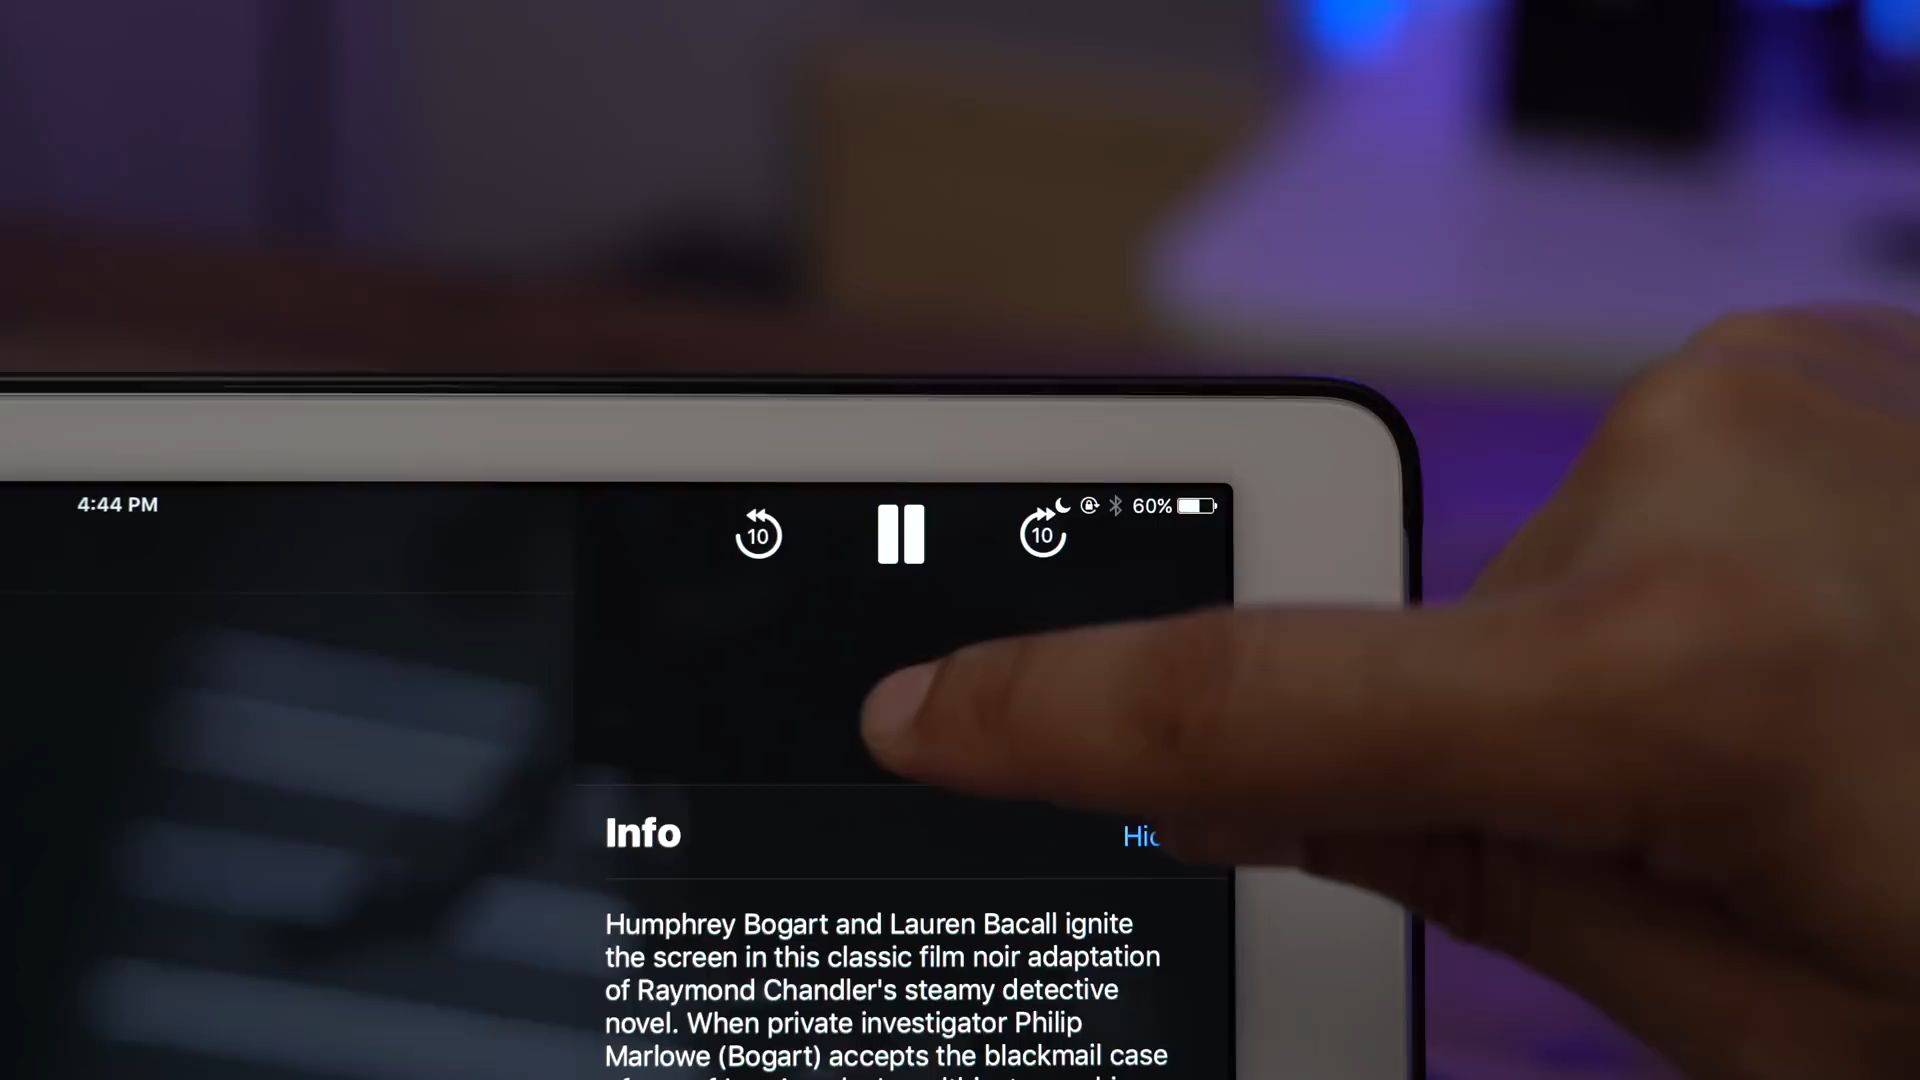 4:44 PM
10
10
60%
Info
Humphrey Bogart and Lauren Bacall ignite
the screen in this classic film noir adaptation
of Raymond Chandler's steamy detective
novel. When private investigator Philip
Marlowe (Bogart) accepts the blackmail case